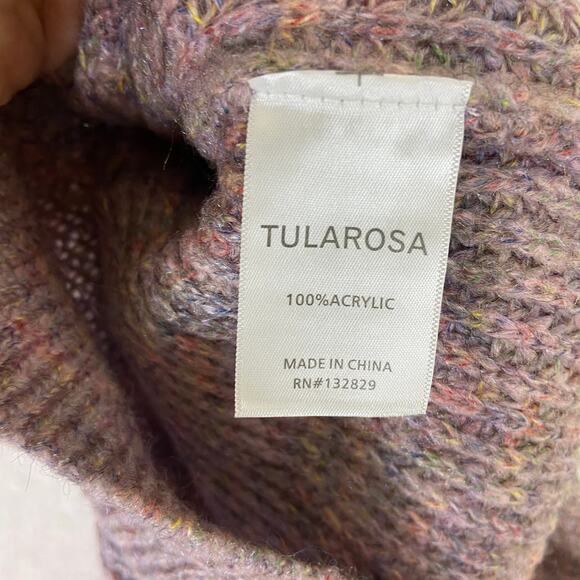 TULAROSA
100%ACRYLIC
MADE IN CHINA
RN#132829